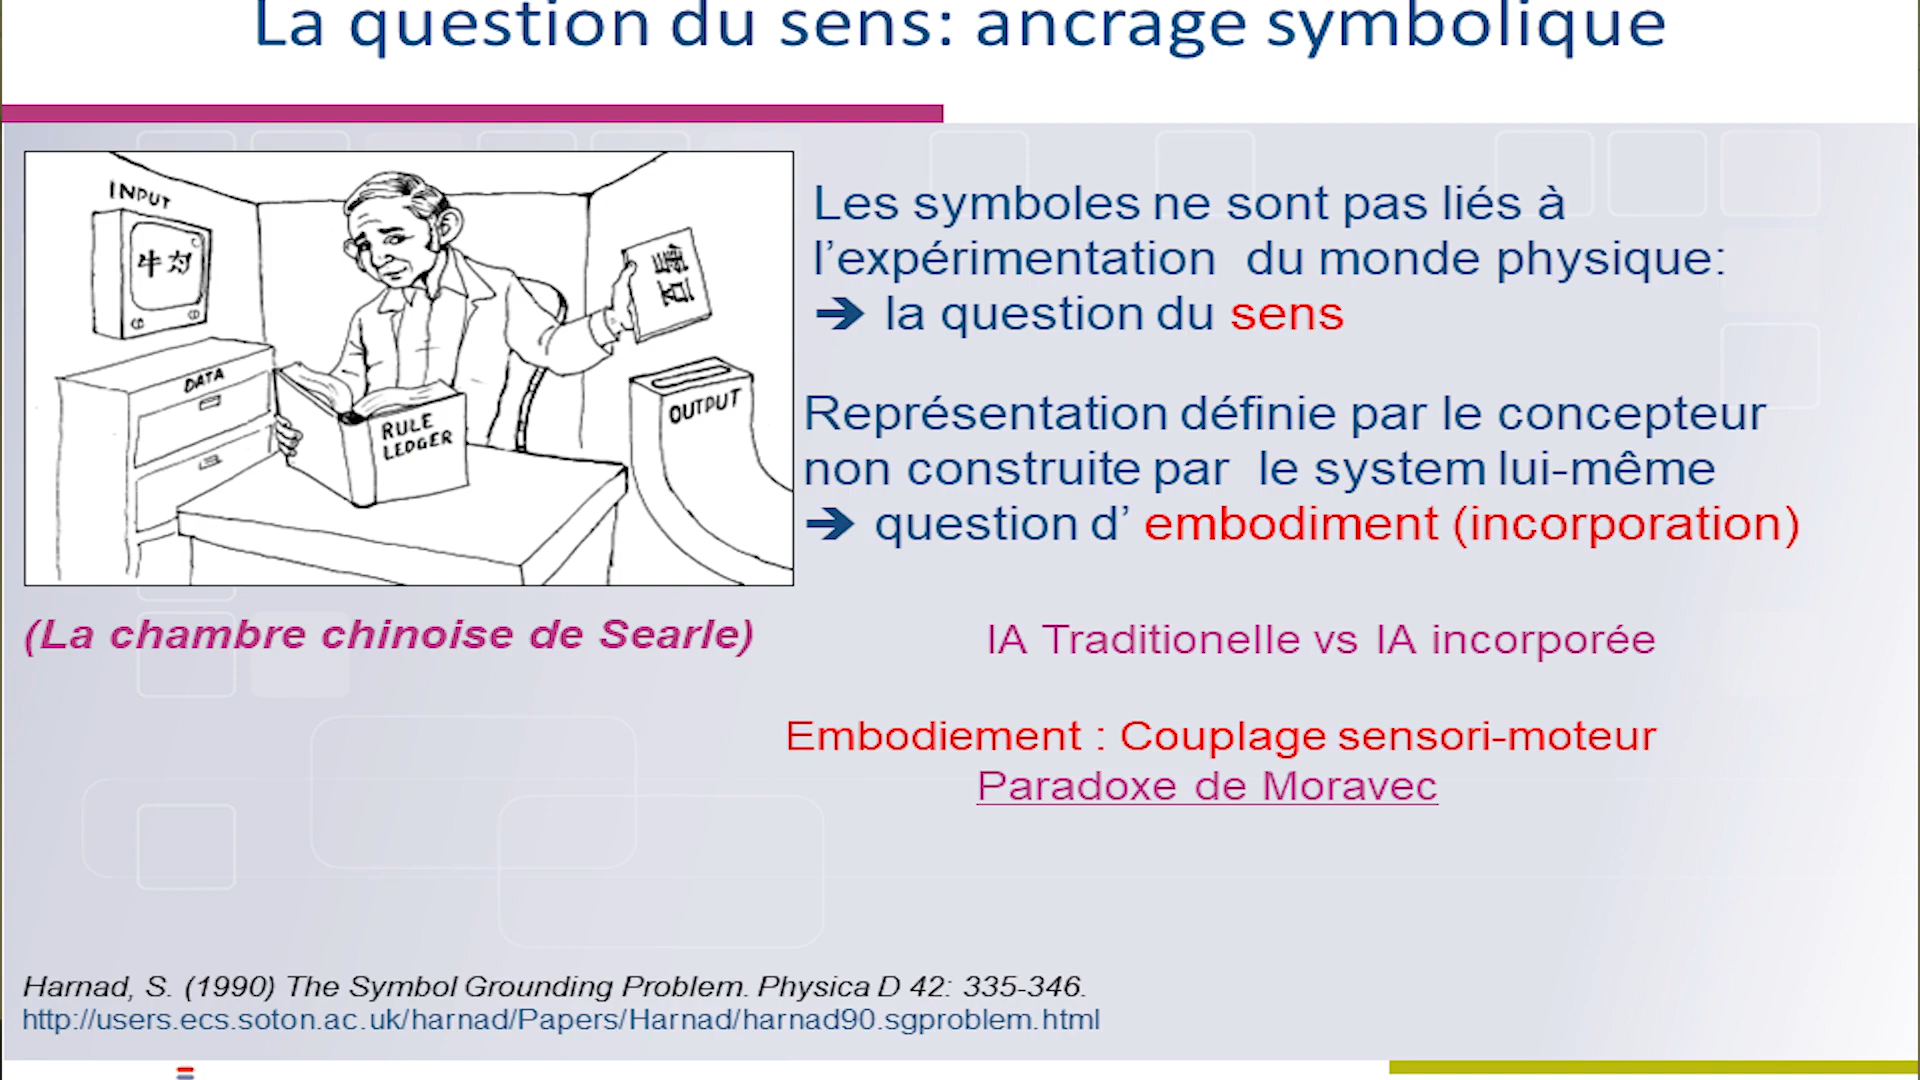 La question du sens: ancrage symbolique
INPUT
DATA
RULE
LEDGER
OUTPUT
Les symboles ne sont pas liés à
l’expérimentation du monde physique:
➔ la question du sens
Représentation définie par le concepteur
non construite par le system lui-même
➔ question d’ embodiment (incorporation)
(La chambre chinoise de Searle)
IA Traditionelle vs IA incorporée
Embodiement : Couplage sensori-moteur
Paradoxe de Moravec
Harnad, S. (1990) The Symbol Grounding Problem. Physica D 42: 335-346.
http://users.ecs.soton.ac.uk/harnad/Papers/Harnad/harnad90.sgproblem.html